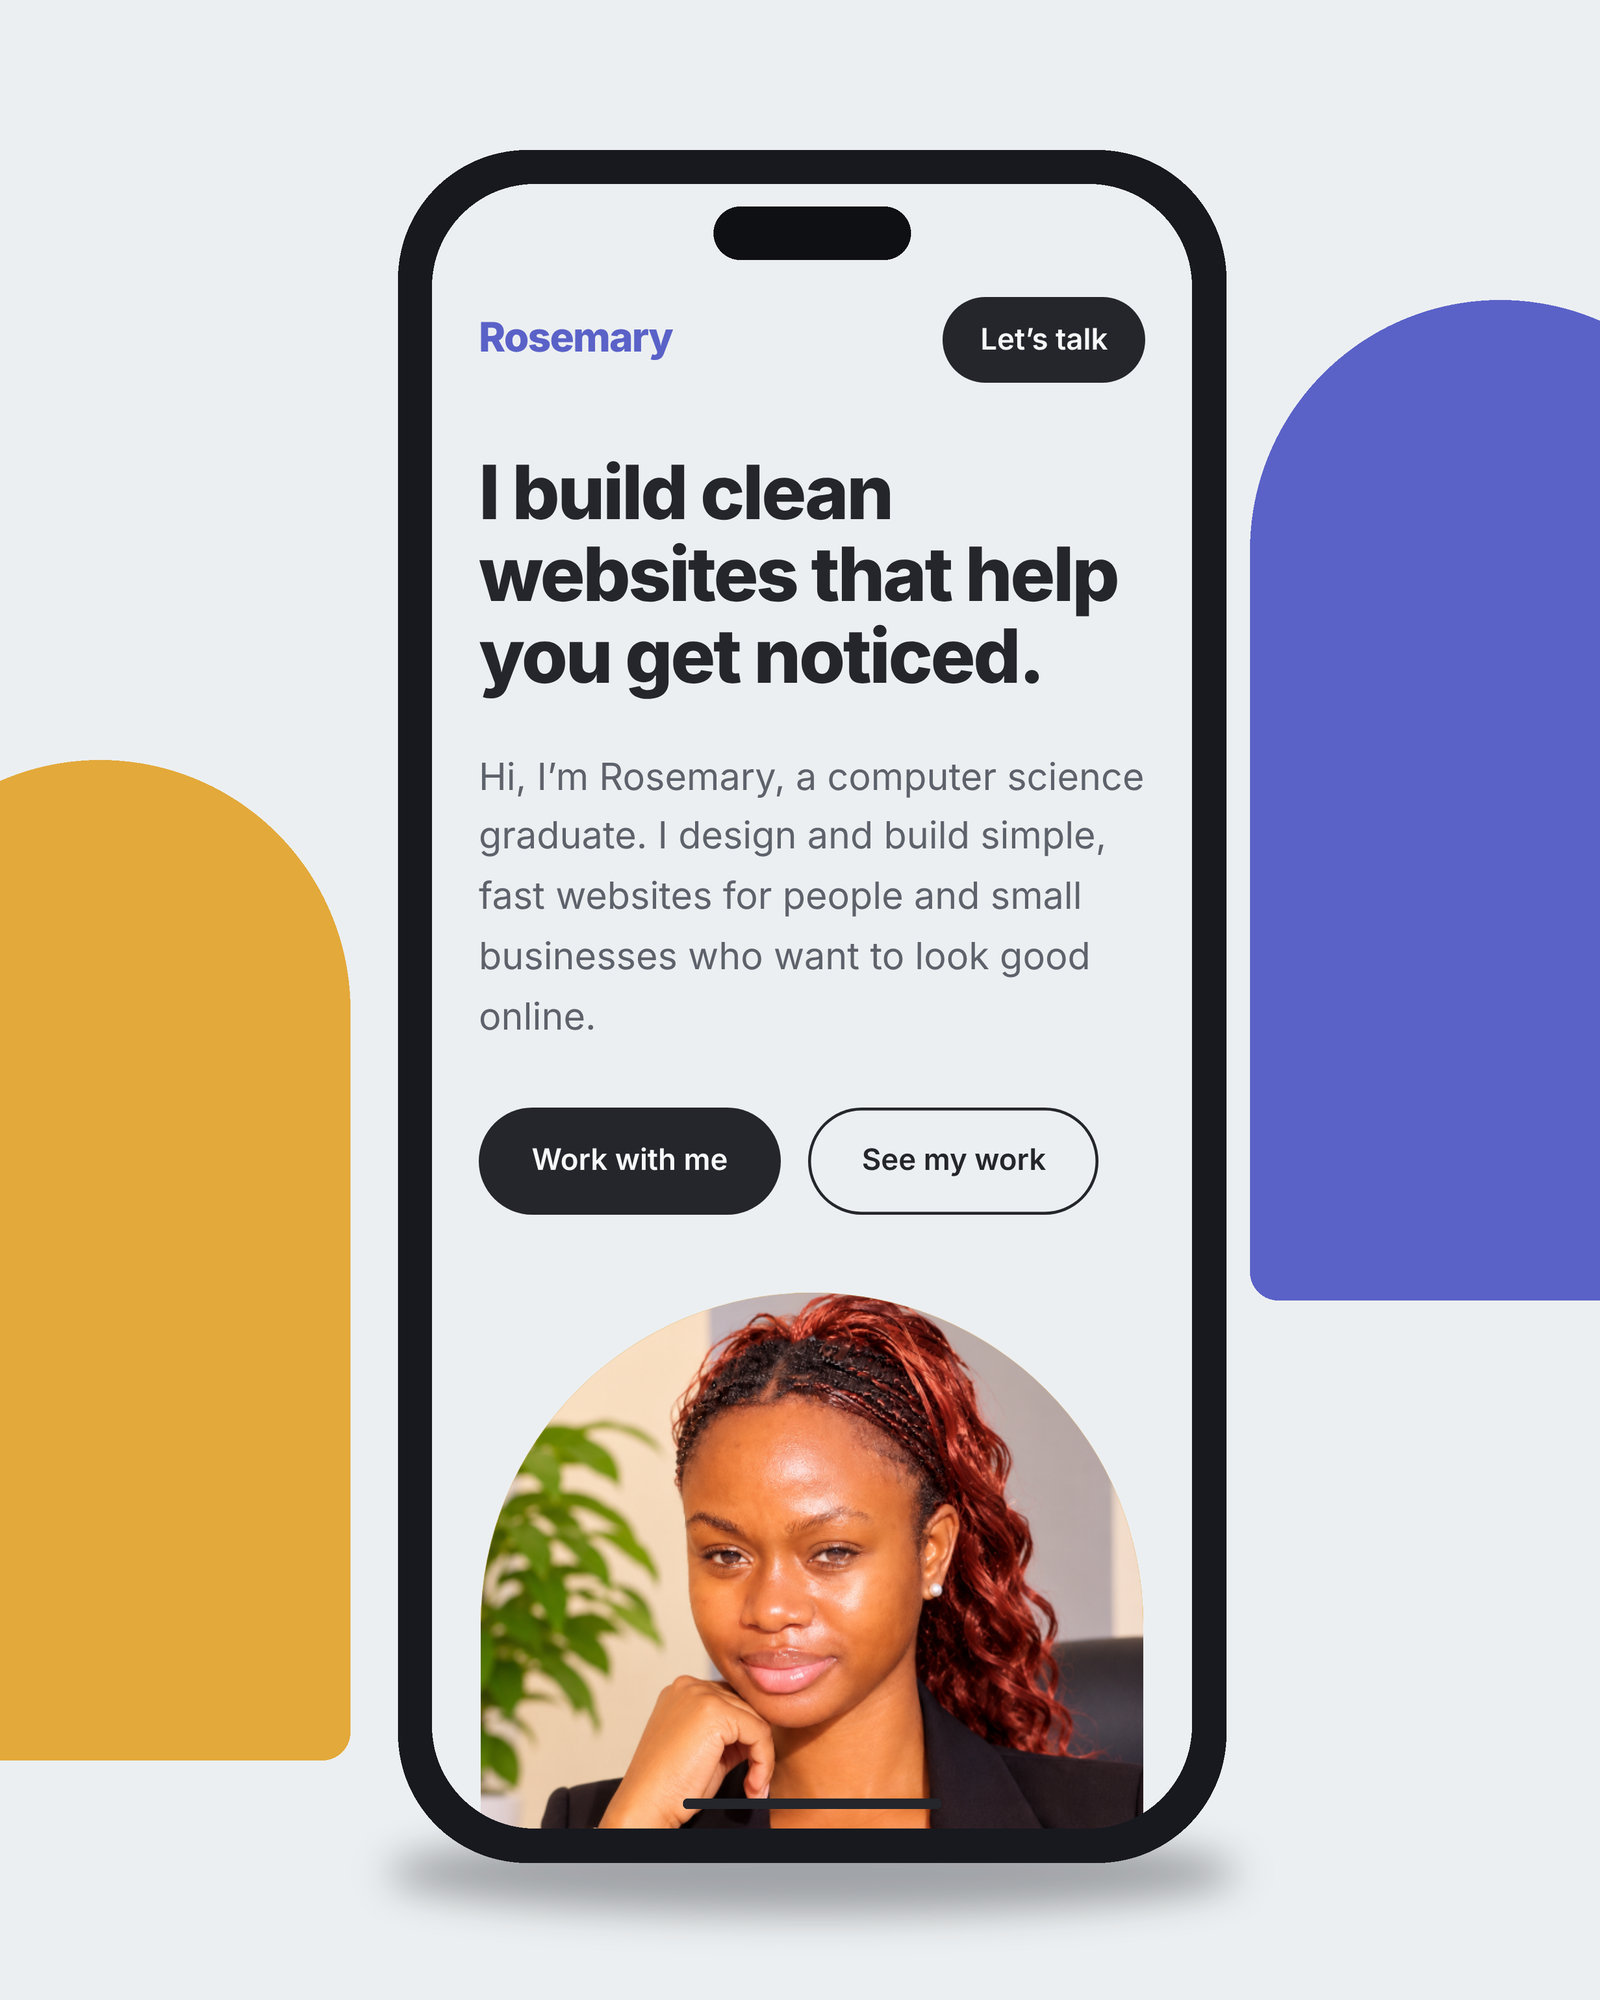 Rosemary
Let’s talk
I build clean
websites that help
you get noticed.
Hi, I’m Rosemary, a computer science
graduate. I design and build simple,
fast websites for people and small
businesses who want to look good
online.
Work with me
See my work